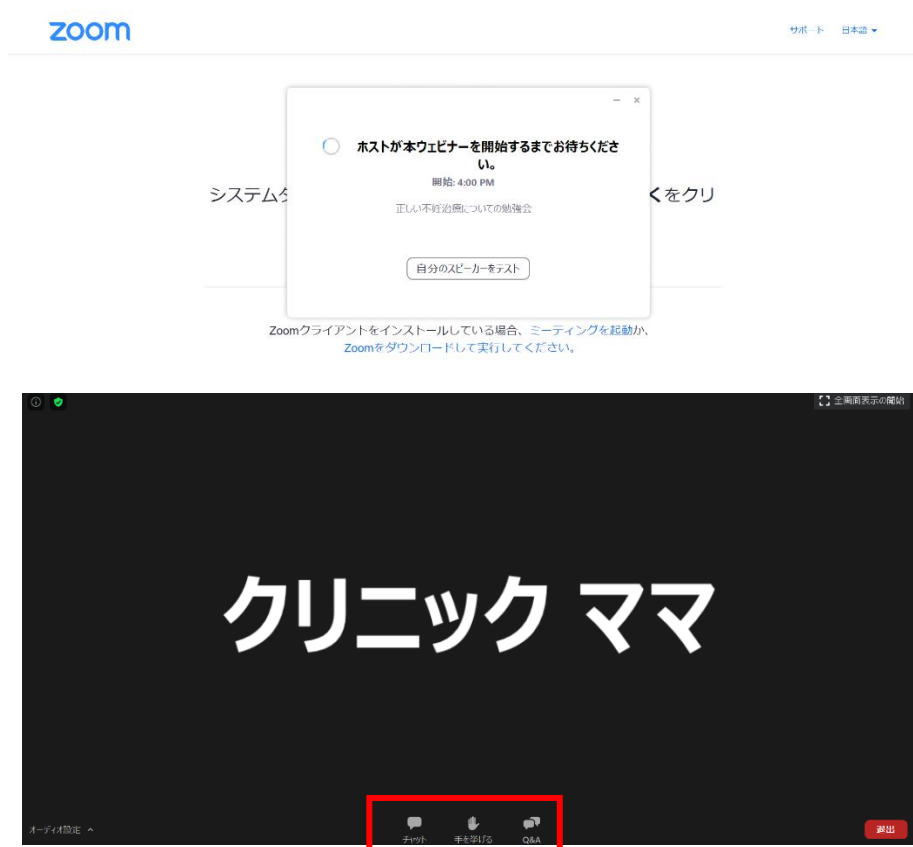 zoom
サポート 日本語
ホストが本ウェビナーを開始するまでお待ちくださ
い。
開始: 4:00 PM
正しい不妊治療についての勉強会
システムダ
くをクリ
自分のスピーカーをテスト
Zoomクライアントをインストールしている場合、ミーティングを起動か、
Zoomをダウンロードして実行してください。
全画面表示の開始
クリニック ママ
オーディオ設定
チャット 手を挙げる Q&A
退出